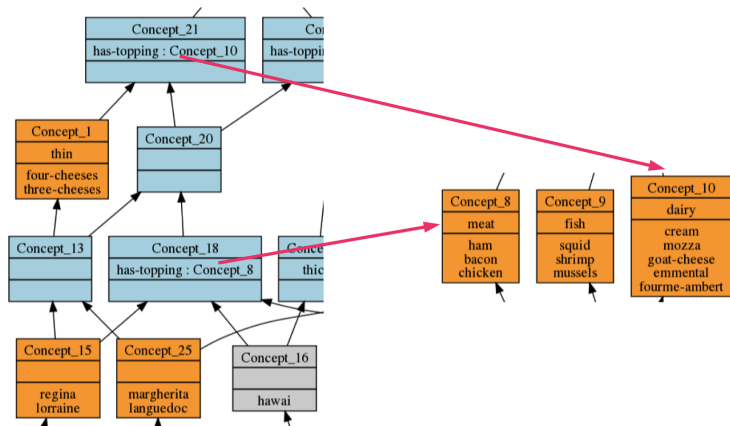 Concept_21
has-topping : Concept_10
has-toppin
Concept_1
thin
four-cheeses
three-cheeses
Concept_20
Concept_13
Concept_18
has-topping : Concept_8
Concept_15
regina
lorraine
Concept_25
margherita
languedoc
Concept_16
hawai
Concept_8
meat
ham
bacon
chicken
Concept_9
fish
squid
shrimp
mussels
Concept_10
dairy
cream
mozza
goat-cheese
emmental
fourme-ambert